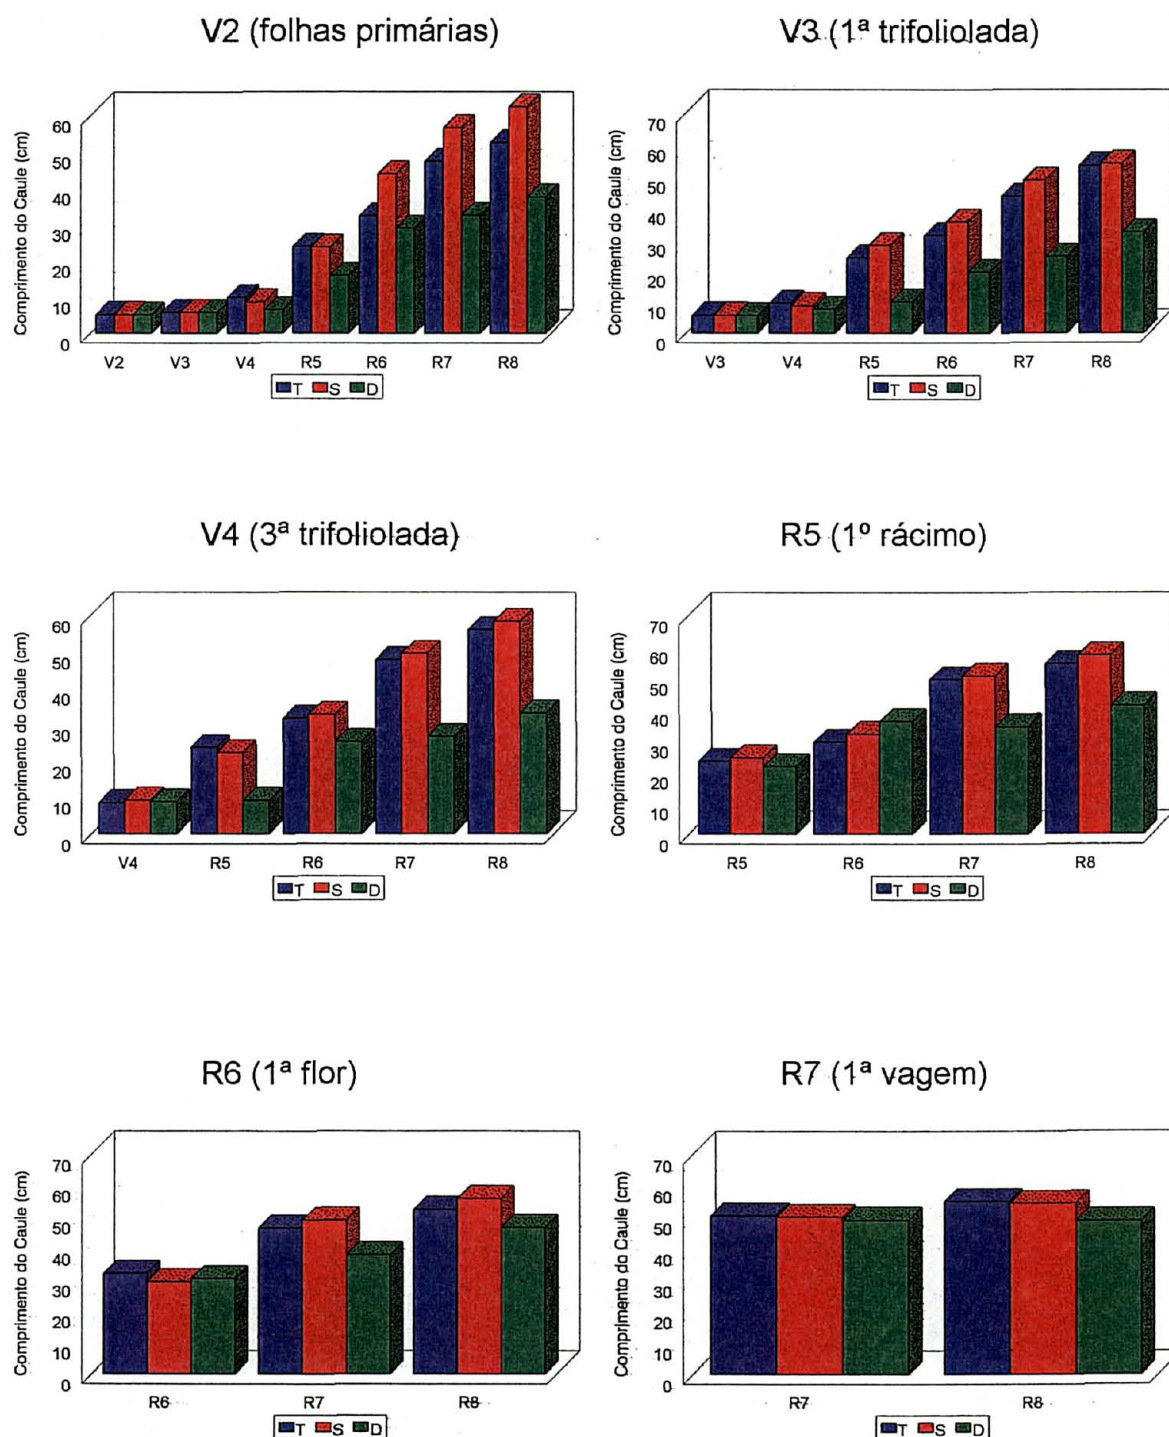 V2 (folhas primárias)
Comprimento do Caule (cm)
60
50
40
30
20
10
0
V2 V3 V4 R5 R6 R7 R8
T S D
V3 (1ª trifoliolada)
Comprimento do Caule (cm)
70
60
50
40
30
20
10
0
V3 V4 R5 R6 R7 R8
T S D
V4 (3ª trifoliolada)
Comprimento do Caule (cm)
60
50
40
30
20
10
0
V4 R5 R6 R7 R8
T S D
R5 (1º rácimo)
Comprimento do Caule (cm)
70
60
50
40
30
20
10
0
R5 R6 R7 R8
T S D
R6 (1ª flor)
Comprimento do Caule (cm)
70
60
50
40
30
20
10
0
R6 R7 R8
T S D
R7 (1ª vagem)
Comprimento do Caule (cm)
70
60
50
40
30
20
10
0
R7 R8
T S D